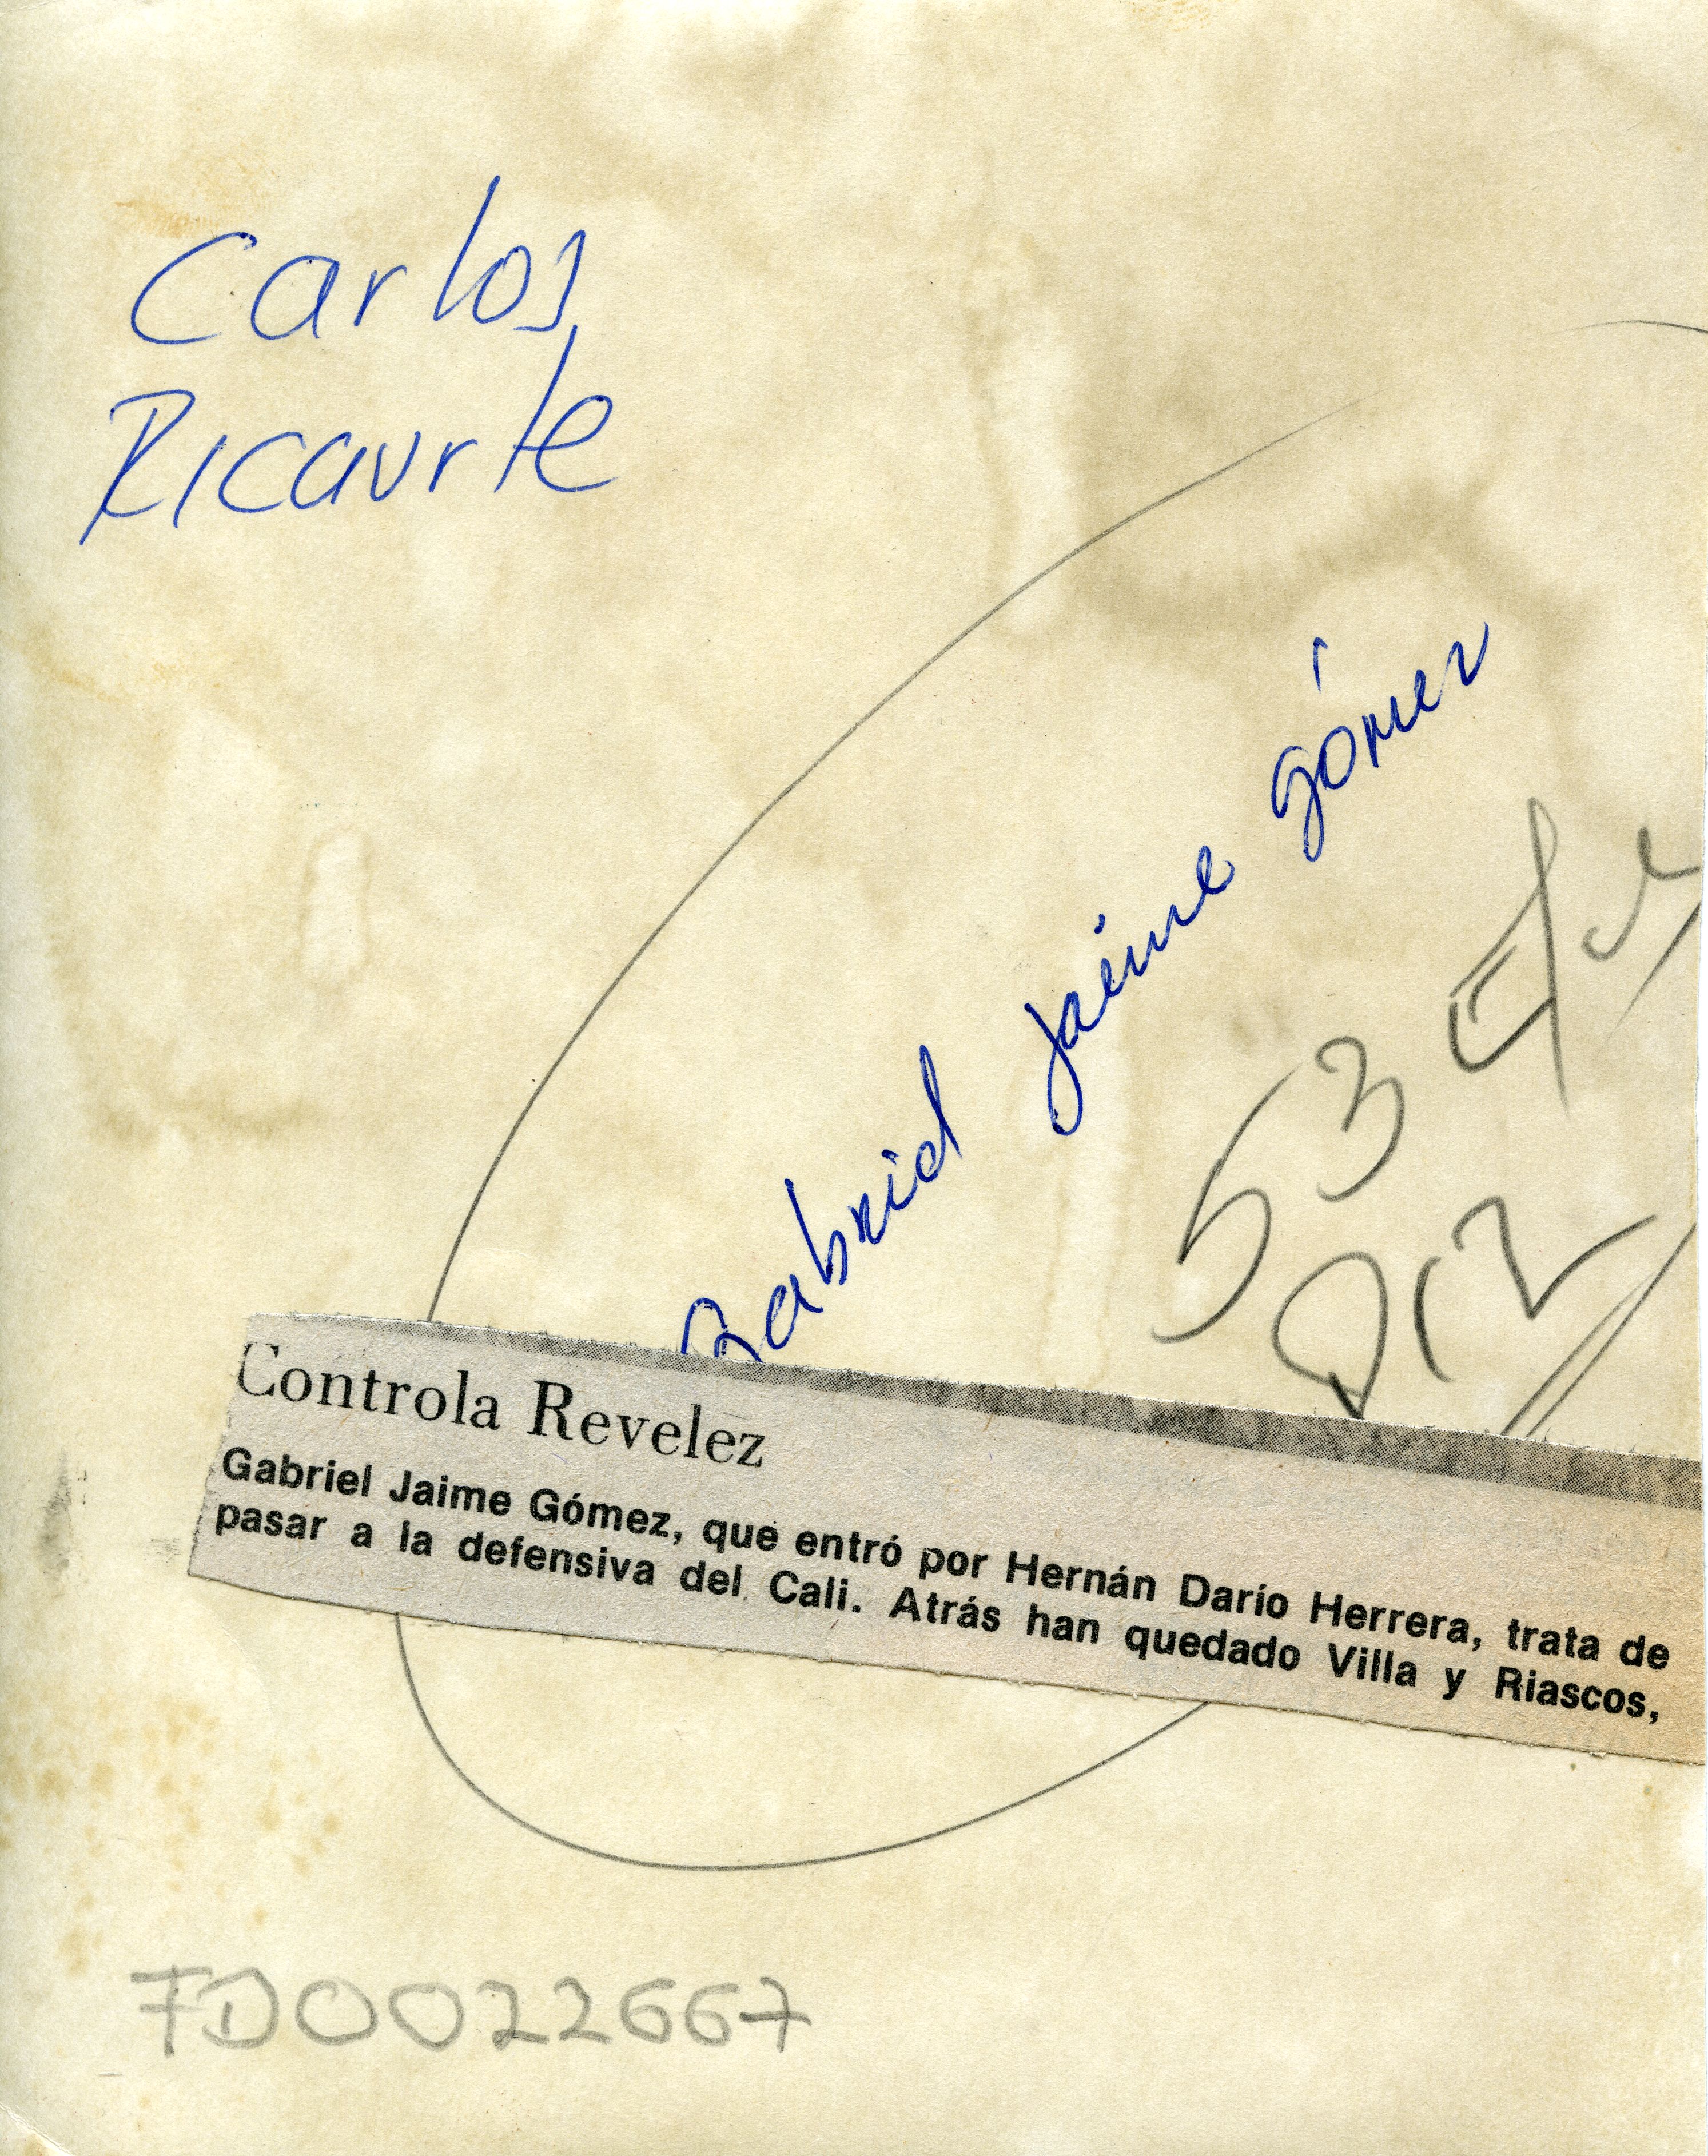 Carlos
Ricaurte
Gabriel Jaime Gómez
53
Controla Revelez
Gabriel Jaime Gómez, que entró por Hernán Darío Herrera, trata de
pasar a la defensiva del Cali. Atrás han quedado Villa y Riascos,
FD0022667